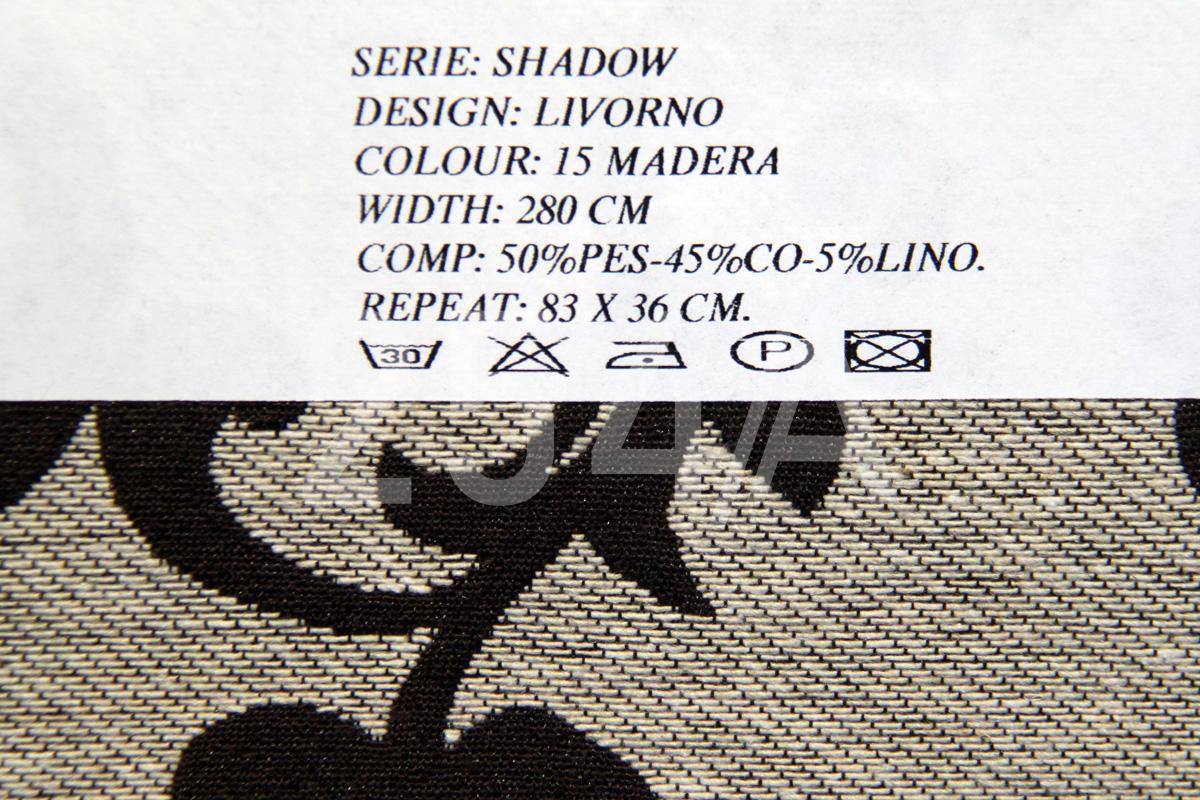 SERIE: SHADOW
DESIGN: LIVORNO
COLOUR: 15 MADERA
WIDTH: 280 CM
COMP: 50%PES-45%CO-5%LINO.
REPEAT: 83 X 36 CM.
30 P